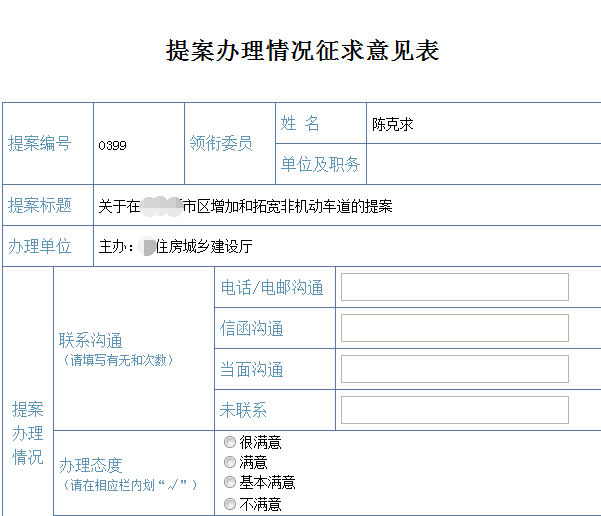 提案办理情况征求意见表
提案编号 0399 领衔委员 姓 名 陈克求
单位及职务
提案标题 关于在市区增加和拓宽非机动车道的提案
办理单位 主办：住房城乡建设厅
提案办理情况
联系沟通
（请填写有无和次数）
电话/电邮沟通
信函沟通
当面沟通
未联系
办理态度
（请在相应栏内划“√”）
很满意
满意
基本满意
不满意